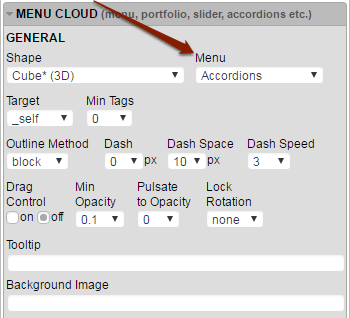 MENU CLOUD (menu, portfolio, slider, accordions etc.)
GENERAL
Shape Menu
Cube* (3D) Accordions
Target Min Tags
_self 0
Outline Method Dash Dash Space Dash Speed
block 0 px 10 px 3
Drag Min Pulsate Lock
Control Opacity to Opacity Rotation
on off 0.1 0 none
Tooltip
Background Image